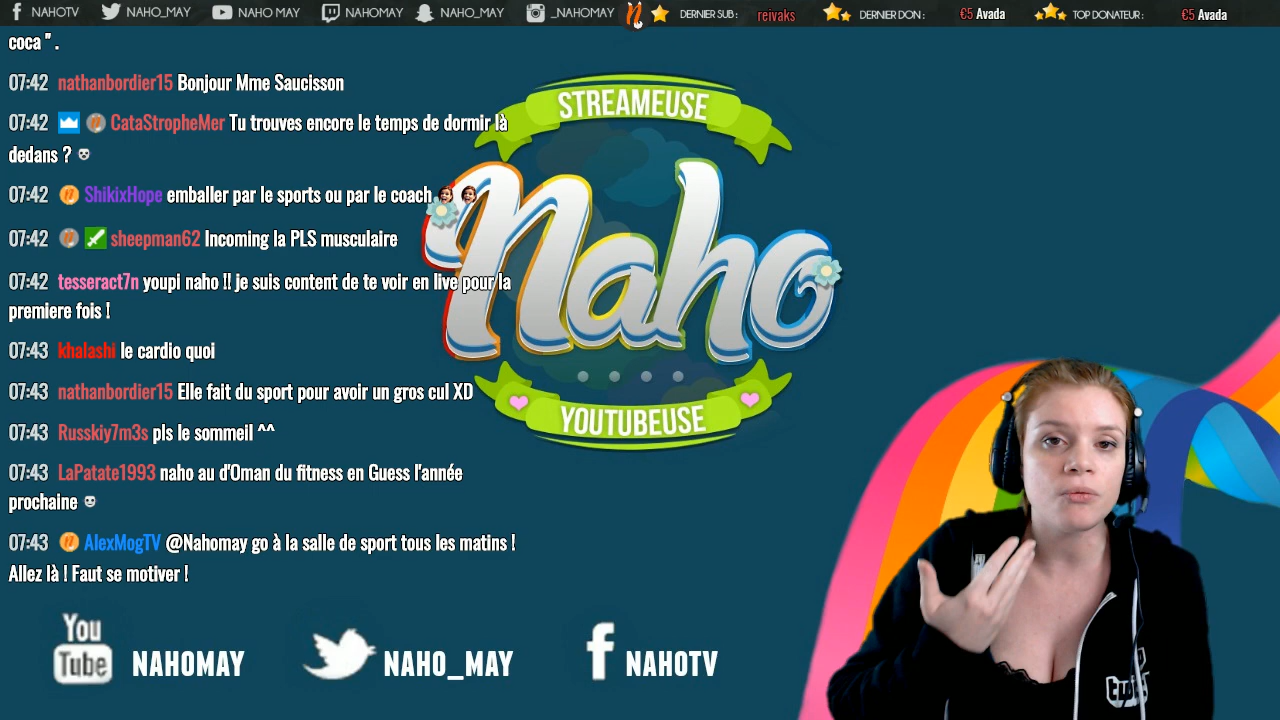 NAHOTV NAHO_MAY NAHO MAY NAHOMAY NAHO_MAY _NAHOMAY DERNIER SUB : reivaks DERNIER DON : €5 Avada TOP DONATEUR : €5 Avada
coca " .
07:42 nathanbordier15 Bonjour Mme Saucisson
07:42 CataStropheMer Tu trouves encore le temps de dormir là
dedans ?
07:42 ShikixHope emballer par le sports ou par le coach
07:42 sheepman62 Incoming la PLS musculaire
07:42 tesseract7n youpi naho !! je suis content de te voir en live pour la
premiere fois !
07:43 khalashi le cardio quoi
07:43 nathanbordier15 Elle fait du sport pour avoir un gros cul XD
07:43 Russkiy7m3s pls le sommeil ^^
07:43 LaPatate1993 naho au d'Oman du fitness en Guess l'année
prochaine
07:43 AlexMogTV @Nahomay go à la salle de sport tous les matins !
Allez là ! Faut se motiver !
STREAMEUSE
Naho
YOUTUBEUSE
You
Tube
NAHOMAY NAHO_MAY NAHOTV